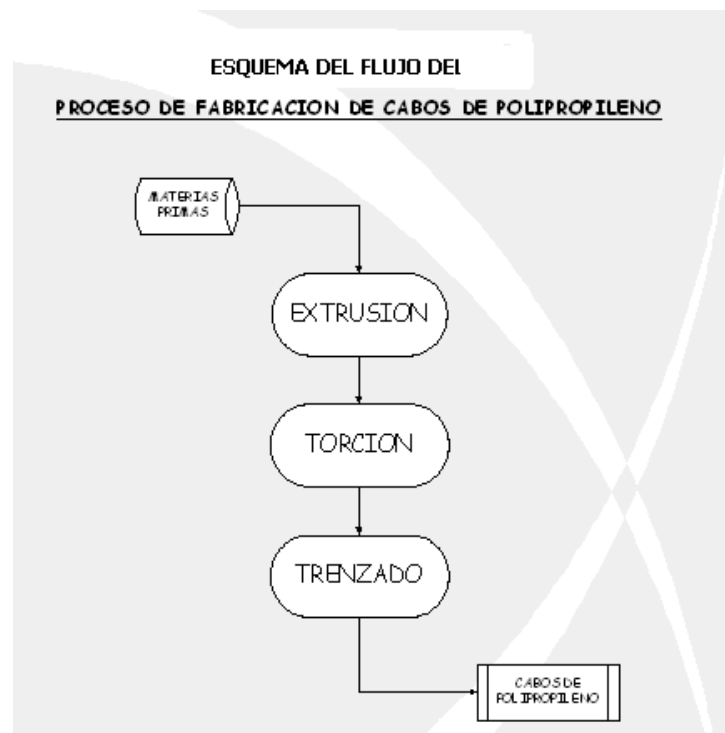 ESQUEMA DEL FLUJO DEL
PROCESO DE FABRICACION DE CABOS DE POLIPROPILENO
MATERIAS
PRIMAS
EXTRUSION
TORCION
TRENZADO
CABOS DE
POLIPROPILENO